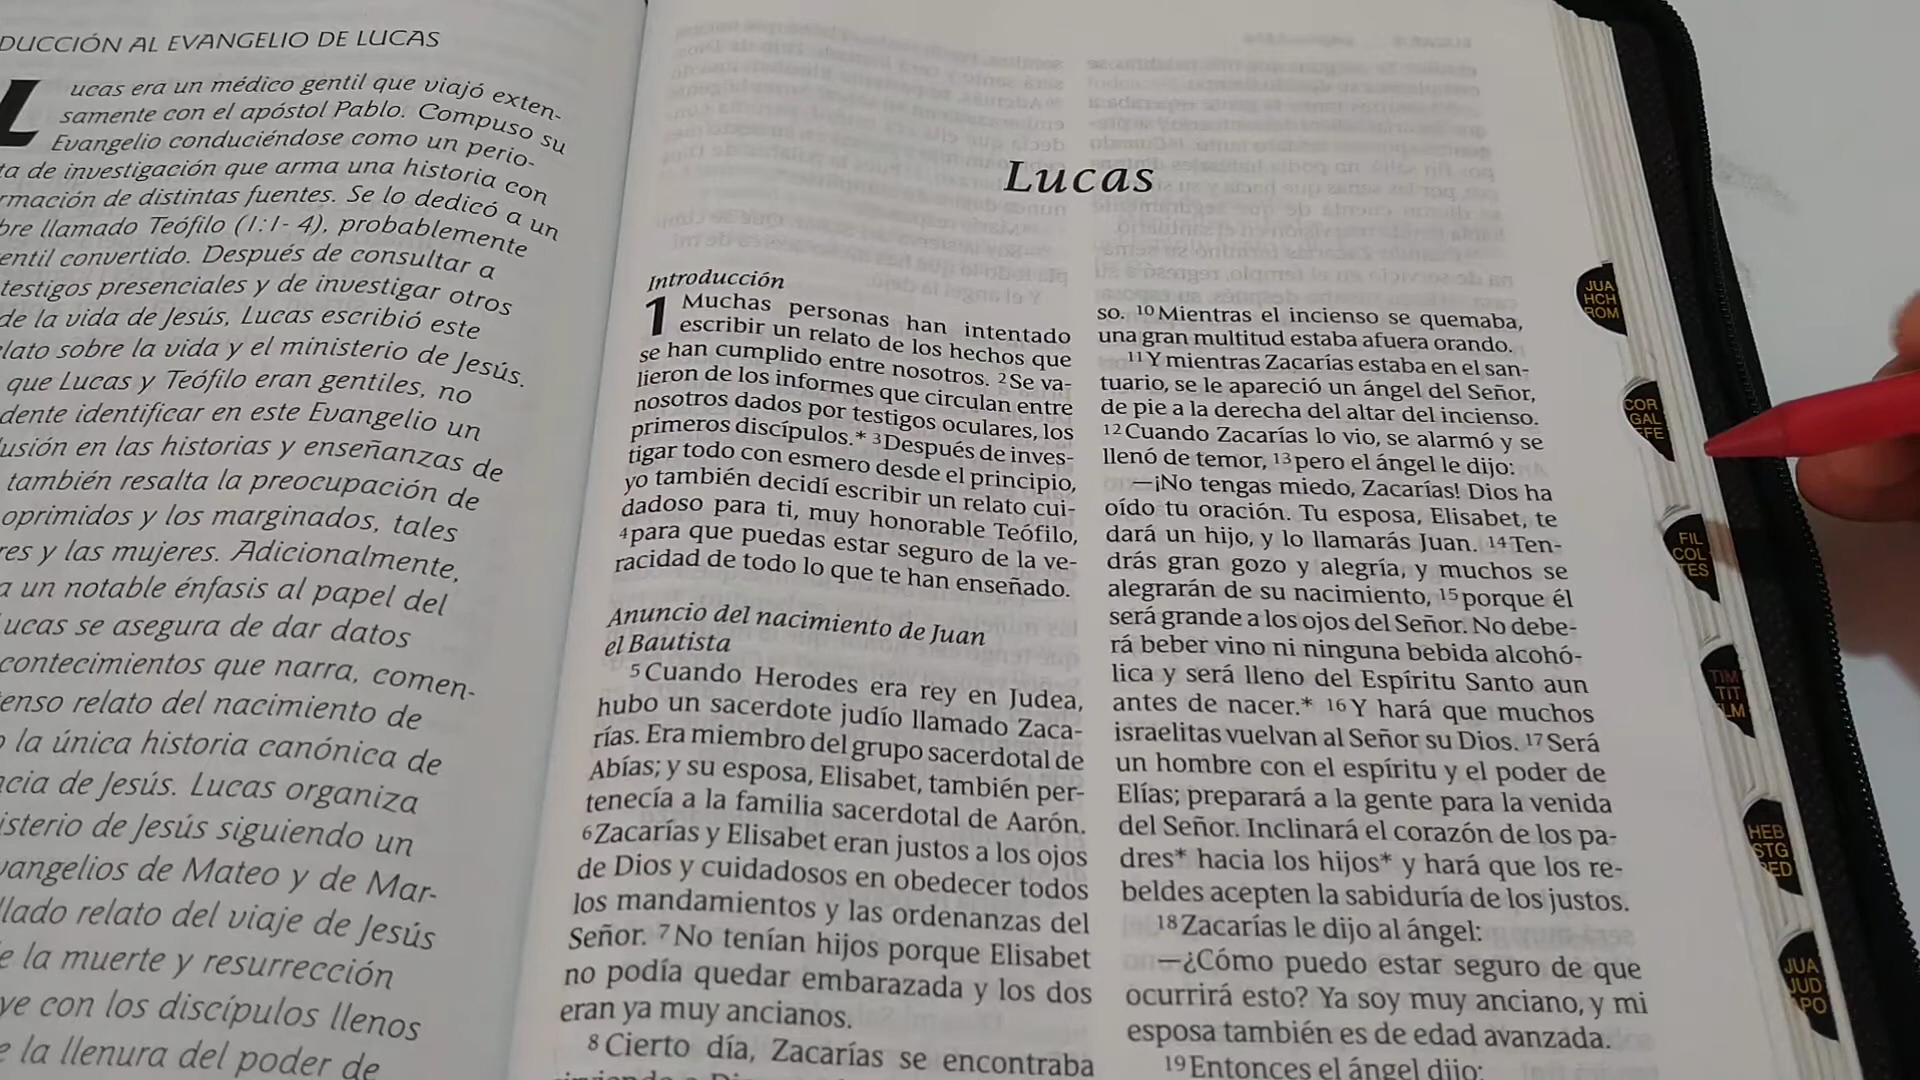 DUCCIÓN AL EVANGELIO DE LUCAS
Lucas era un médico gentil que viajó exten-
samente con el apóstol Pablo. Compuso su
Evangelio conduciéndose como un perio-
ta de investigación que arma una historia con
rmación de distintas fuentes. Se lo dedicó a un
bre llamado Teófilo (1:1- 4), probablemente
entil convertido. Después de consultar a
testigos presenciales y de investigar otros
de la vida de Jesús, Lucas escribió este
lato sobre la vida y el ministerio de Jesús.
que Lucas y Teófilo eran gentiles, no
dente identificar en este Evangelio un
lusión en las historias y enseñanzas de
también resalta la preocupación de
oprimidos y los marginados, tales
res y las mujeres. Adicionalmente,
a un notable énfasis al papel del
Lucas se asegura de dar datos
contecimientos que narra, comen-
enso relato del nacimiento de
o la única historia canónica de
ncia de Jesús. Lucas organiza
isterio de Jesús siguiendo un
vangelios de Mateo y de Mar-
llado relato del viaje de Jesús
e la muerte y resurrección
ye con los discípulos llenos
e la llenura del poder de
Lucas
Introducción
1 Muchas personas han intentado
escribir un relato de los hechos que
se han cumplido entre nosotros. 2 Se va-
lieron de los informes que circulan entre
nosotros dados por testigos oculares, los
primeros discípulos.* 3 Después de inves-
tigar todo con esmero desde el principio,
yo también decidí escribir un relato cui-
dadoso para ti, muy honorable Teófilo,
4 para que puedas estar seguro de la ve-
racidad de todo lo que te han enseñado.
Anuncio del nacimiento de Juan
el Bautista
5 Cuando Herodes era rey en Judea,
hubo un sacerdote judío llamado Zaca-
rías. Era miembro del grupo sacerdotal de
Abías; y su esposa, Elisabet, también per-
tenecía a la familia sacerdotal de Aarón.
6 Zacarías y Elisabet eran justos a los ojos
de Dios y cuidadosos en obedecer todos
los mandamientos y las ordenanzas del
Señor. 7 No tenían hijos porque Elisabet
no podía quedar embarazada y los dos
eran ya muy ancianos.
8 Cierto día, Zacarías se encontraba
so. 10 Mientras el incienso se quemaba,
una gran multitud estaba afuera orando.
11 Y mientras Zacarías estaba en el san-
tuario, se le apareció un ángel del Señor,
de pie a la derecha del altar del incienso.
12 Cuando Zacarías lo vio, se alarmó y se
llenó de temor, 13 pero el ángel le dijo:
—¡No tengas miedo, Zacarías! Dios ha
oído tu oración. Tu esposa, Elisabet, te
dará un hijo, y lo llamarás Juan. 14 Ten-
drás gran gozo y alegría, y muchos se
alegrarán de su nacimiento, 15 porque él
será grande a los ojos del Señor. No debe-
rá beber vino ni ninguna bebida alcohó-
lica y será lleno del Espíritu Santo aun
antes de nacer.* 16 Y hará que muchos
israelitas vuelvan al Señor su Dios. 17 Será
un hombre con el espíritu y el poder de
Elías; preparará a la gente para la venida
del Señor. Inclinará el corazón de los pa-
dres* hacia los hijos* y hará que los re-
beldes acepten la sabiduría de los justos.
18 Zacarías le dijo al ángel:
—¿Cómo puedo estar seguro de que
ocurrirá esto? Ya soy muy anciano, y mi
esposa también es de edad avanzada.
19 Entonces el ángel dijo:
JUA
HCH
ROM
COR
GAL
EFE
FIL
COL
TES
TIM
TIT
FLM
HEB
STG
PED
JUA
JUD
APO